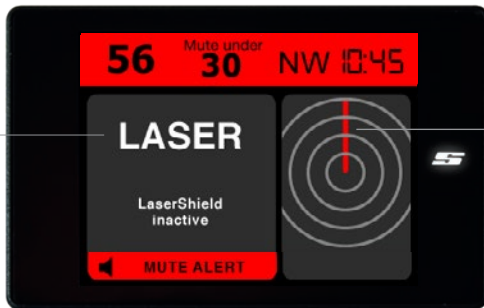 56
Mute under
30
NW 10:45
LASER
LaserShield
inactive
MUTE ALERT
S